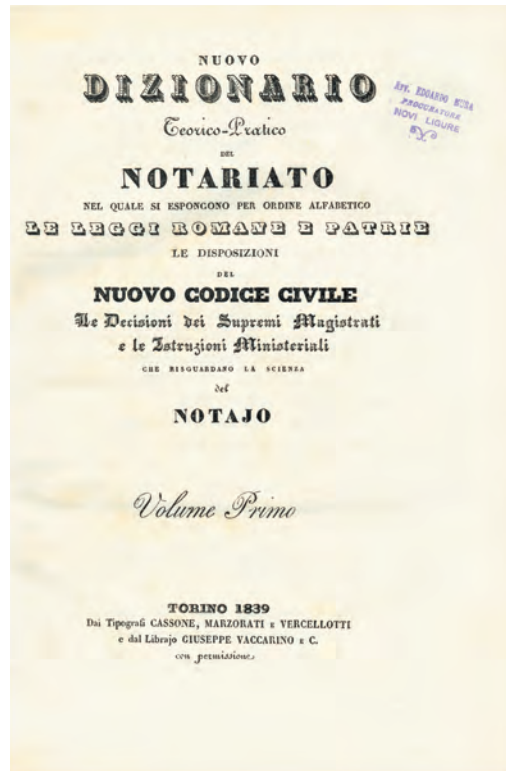 NUOVO
DIZIONARIO
Teorico-Pratico
DEL
NOTARIATO
NEL QUALE SI ESPONGONO PER ORDINE ALFABETICO
LE LEGGI ROMANE E PATRIE
LE DISPOSIZIONI
DEL
NUOVO CODICE CIVILE
Le Decisioni dei Supremi Magistrati
e le Istruzioni Ministeriali
CHE RISGUARDANO LA SCIENZA
del
NOTAJO
Volume Primo
TORINO 1839
Dai Tipografi CASSONE, MARZORATI E VERCELLOTTI
e dal Librajo GIUSEPPE VACCARINO E C.
con permissione
EDOARDO
PROCURATORE
NOVI LIGURE